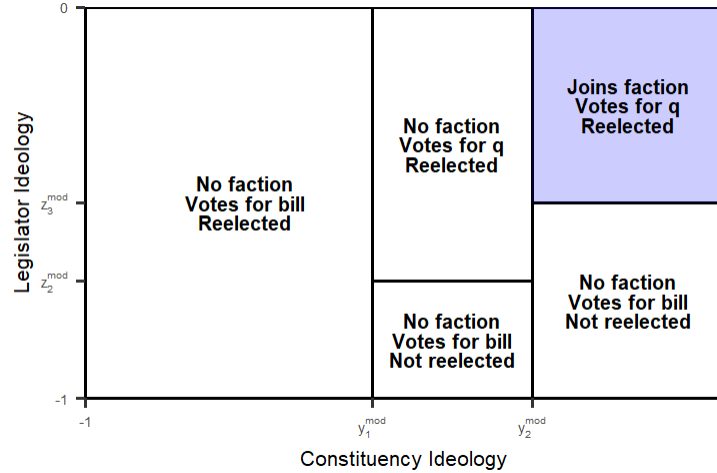 0
Joins faction
Votes for q
Reelected
No faction
Votes for q
Reelected
No faction
Votes for bill
Reelected
Legislator Ideology
z₃ᵐᵒᵈ
z₂ᵐᵒᵈ
No faction
Votes for bill
Not reelected
No faction
Votes for bill
Not reelected
-1
-1
y₁ᵐᵒᵈ
y₂ᵐᵒᵈ
Constituency Ideology